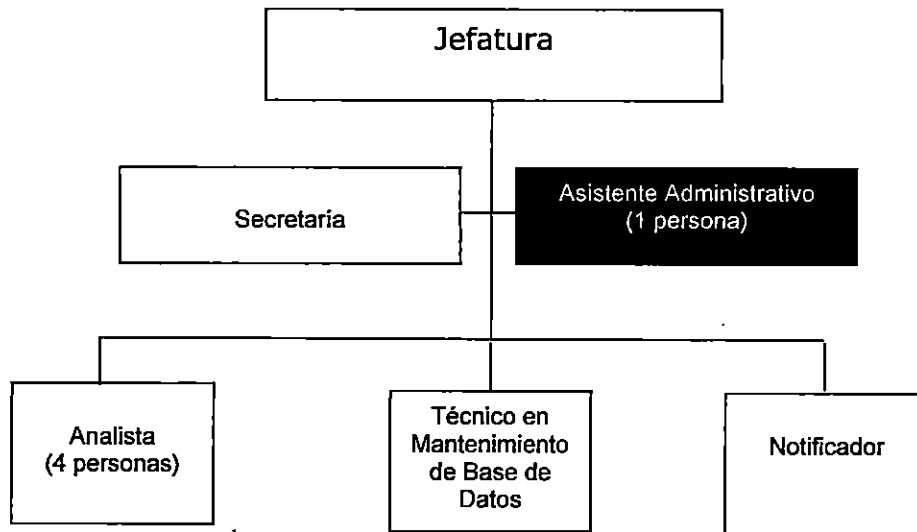 Jefatura
Secretaria
Asistente Administrativo
(1 persona)
Analista
(4 personas)
Técnico en
Mantenimiento
de Base de
Datos
Notificador